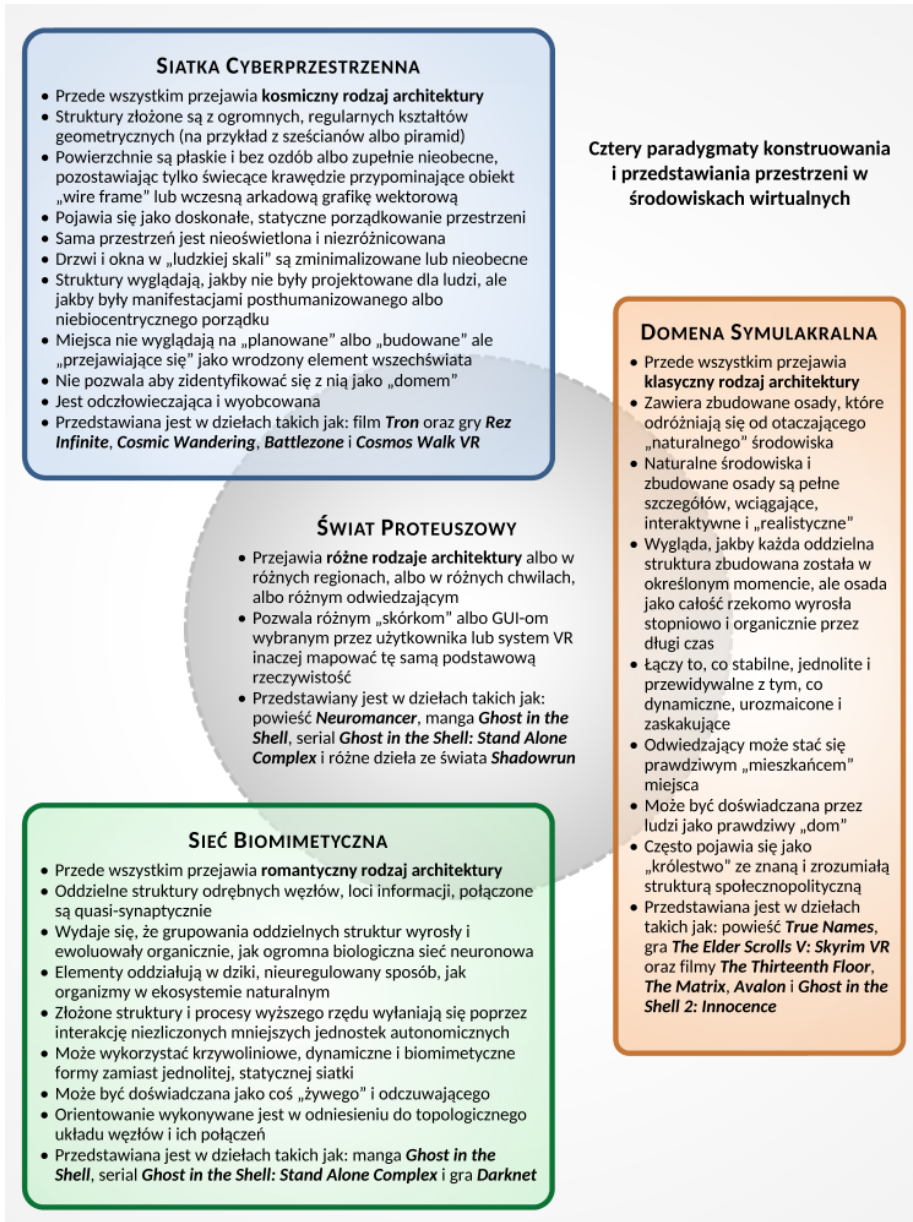 SIATKA CYBERPRZESTRZENNA
• Przede wszystkim przejawia kosmiczny rodzaj architektury
• Struktury złożone są z ogromnych, regularnych kształtów
geometrycznych (na przykład z sześcianów albo piramid)
• Powierzchnie są płaskie i bez ozdób albo zupełnie nieobecne,
pozostawiając tylko świecące krawędzie przypominające obiekt
„wire frame” lub wczesną arkadową grafikę wektorową
• Pojawia się jako doskonałe, statyczne porządkowanie przestrzeni
• Sama przestrzeń jest nieoświetlona i niezróżnicowana
• Drzwi i okna w „ludzkiej skali” są zminimalizowane lub nieobecne
• Struktury wyglądają, jakby nie były projektowane dla ludzi, ale
jakby były manifestacjami posthumanizowanego albo
niebiocentrycznego porządku
• Miejsca nie wyglądają na „planowane” albo „budowane” ale
„przejawiające się” jako wrodzony element wszechświata
• Nie pozwala aby zidentyfikować się z nią jako „domem”
• Jest odczłowieczająca i wyobcowana
• Przedstawiana jest w dziełach takich jak: film Tron oraz gry Rez
Infinite, Cosmic Wandering, Battlezone i Cosmos Walk VR
Cztery paradygmaty konstruowania
i przedstawiania przestrzeni w
środowiskach wirtualnych
DOMENA SYMULAKRALNA
• Przede wszystkim przejawia
klasyczny rodzaj architektury
• Zawiera zbudowane osady, które
odróżniają się od otaczającego
„naturalnego” środowiska
• Naturalne środowiska i
zbudowane osady są pełne
szczegółów, wciągające,
interaktywne i „realistyczne”
• Wygląda, jakby każda oddzielna
struktura zbudowana została w
określonym momencie, ale osada
jako całość rzekomo wyrosła
stopniowo i organicznie przez
długi czas
• Łączy to, co stabilne, jednolite i
przewidywalne z tym, co
dynamiczne, urozmaicone i
zaskakujące
• Odwiedzający może stać się
prawdziwym „mieszkańcem”
miejsca
• Może być doświadczana przez
ludzi jako prawdziwy „dom”
• Często pojawia się jako
„królestwo” ze znaną i zrozumiałą
strukturą społecznopolityczną
• Przedstawiana jest w dziełach
takich jak: powieść True Names,
gra The Elder Scrolls V: Skyrim VR
oraz filmy The Thirteenth Floor,
The Matrix, Avalon i Ghost in the
Shell 2: Innocence
ŚWIAT PROTEUSZOWY
• Przejawia różne rodzaje architektury albo w
różnych regionach, albo w różnych chwilach,
albo różnym odwiedzającym
• Pozwala różnym „skórkom” albo GUI-om
wybranym przez użytkownika lub system VR
inaczej mapować tę samą podstawową
rzeczywistość
• Przedstawiany jest w dziełach takich jak:
powieść Neuromancer, manga Ghost in the
Shell, serial Ghost in the Shell: Stand Alone
Complex i różne dzieła ze świata Shadowrun
SIEĆ BIOMIMETYCZNA
• Przede wszystkim przejawia romantyczny rodzaj architektury
• Oddzielne struktury odrębnych węzłów, loci informacji, połączone
są quasi-synaptycznie
• Wydaje się, że grupowania oddzielnych struktur wyrosły i
ewoluowały organicznie, jak ogromna biologiczna sieć neuronowa
• Elementy oddziałują w dziki, nieuregulowany sposób, jak
organizmy w ekosystemie naturalnym
• Złożone struktury i procesy wyższego rzędu wyłaniają się poprzez
interakcję niezliczonych mniejszych jednostek autonomicznych
• Może wykorzystać krzywoliniowe, dynamiczne i biomimetyczne
formy zamiast jednolitej, statycznej siatki
• Może być doświadczana jako coś „żywego” i odczuwającego
• Orientowanie wykonywane jest w odniesieniu do topologicznego
układu węzłów i ich połączeń
• Przedstawiana jest w dziełach takich jak: manga Ghost in the
Shell, serial Ghost in the Shell: Stand Alone Complex i gra Darknet